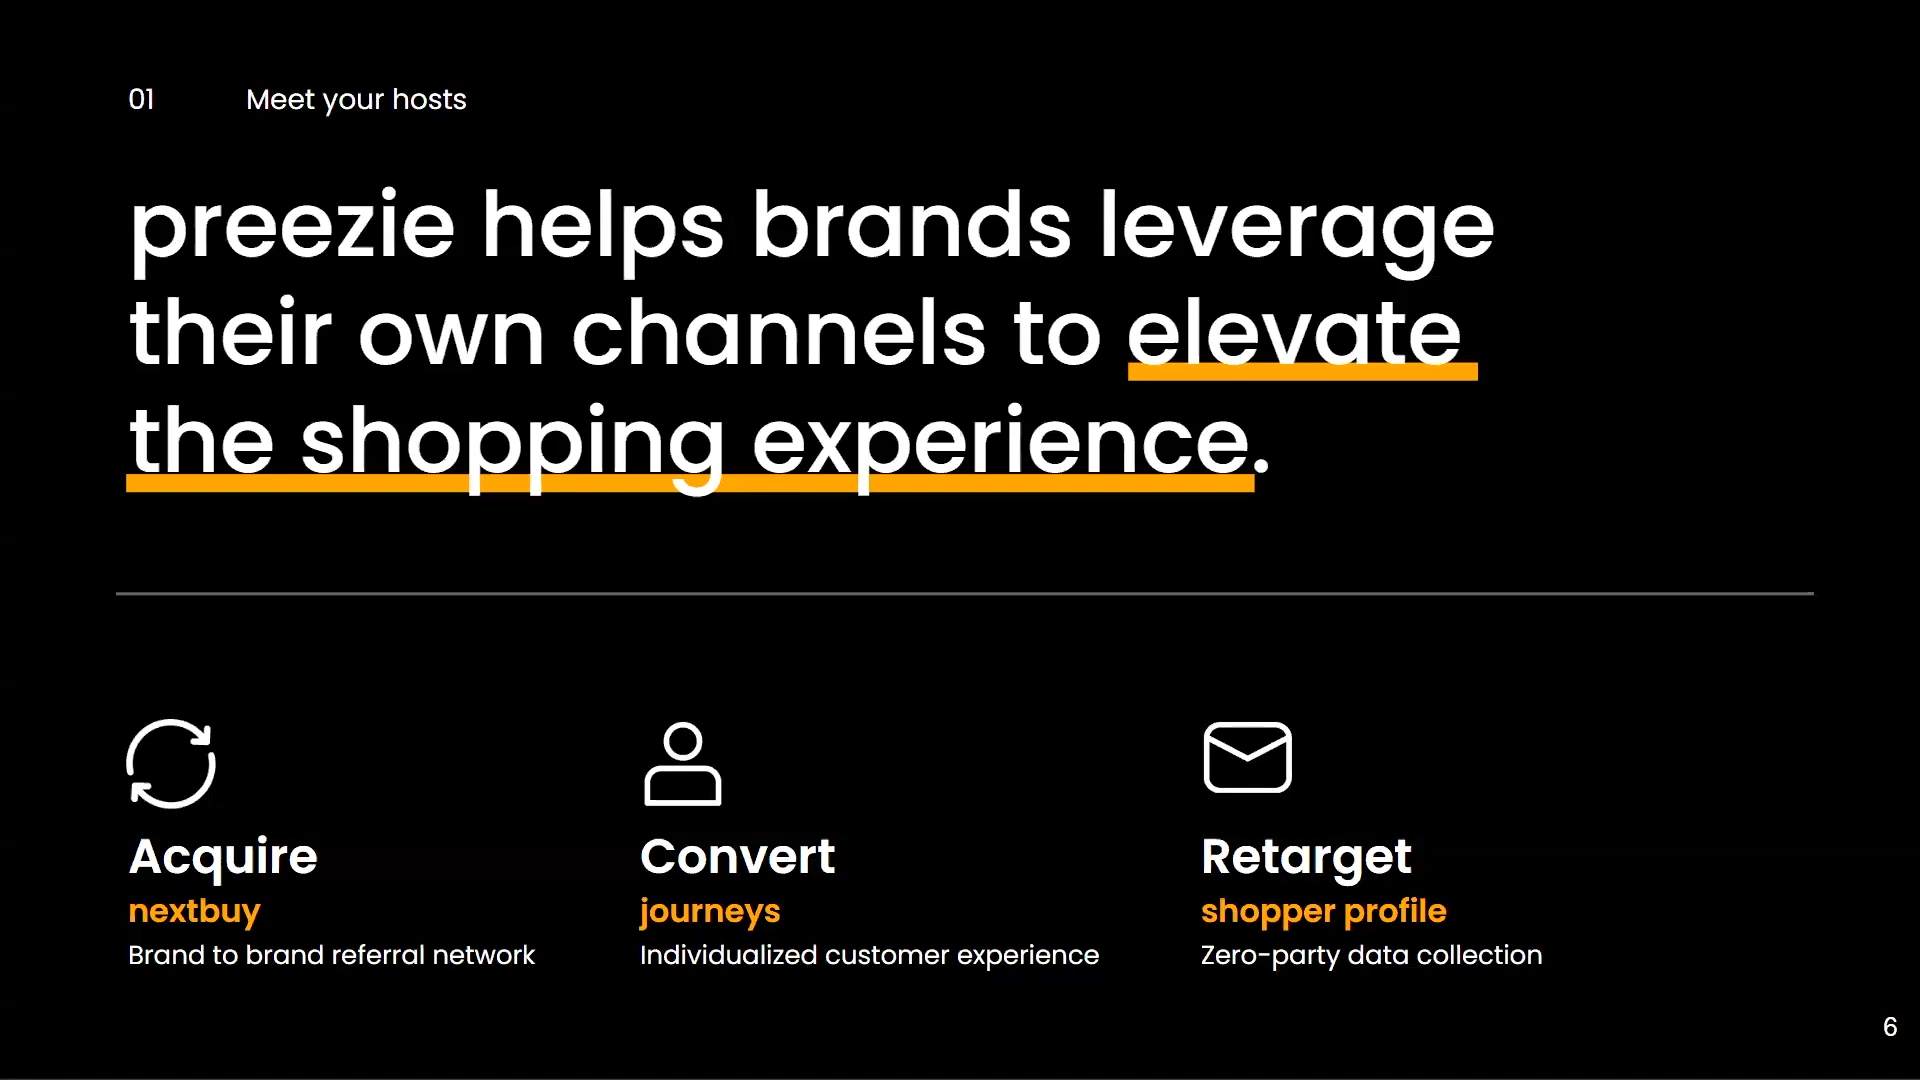 01 Meet your hosts
preezie helps brands leverage
their own channels to elevate
the shopping experience.
Acquire
nextbuy
Brand to brand referral network
Convert
journeys
Individualized customer experience
Retarget
shopper profile
Zero-party data collection
6